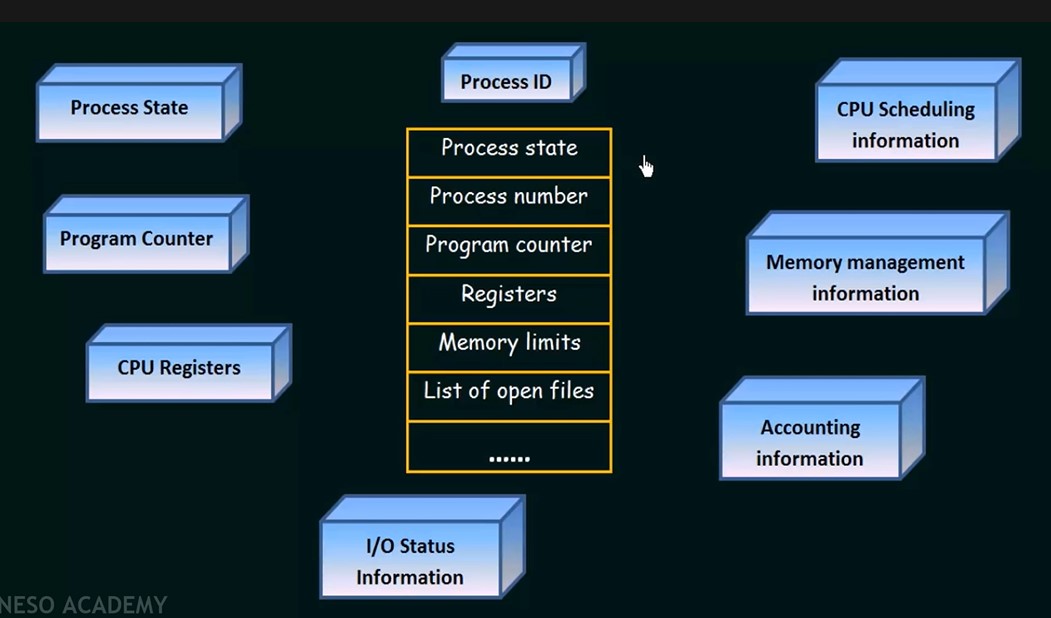 Process ID
Process State
CPU Scheduling
information
Process state
Process number
Program Counter
Program counter
Memory management
information
Registers
Memory limits
CPU Registers
List of open files
......
Accounting
information
I/O Status
Information
NESO ACADEMY